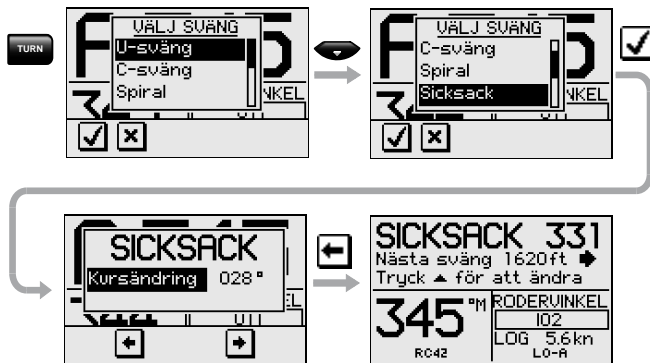 TURN
VÄLJ SVÄNG
U-sväng
C-sväng
Spiral
VÄLJ SVÄNG
C-sväng
Spiral
Sicksack
SICKSACK
Kursändring 028°
SICKSACK 331
Nästa sväng 1620ft
Tryck ▲ för att ändra
345 °M
RC42
RODERVINKEL
I02
LOG 5.6kn
LO-A